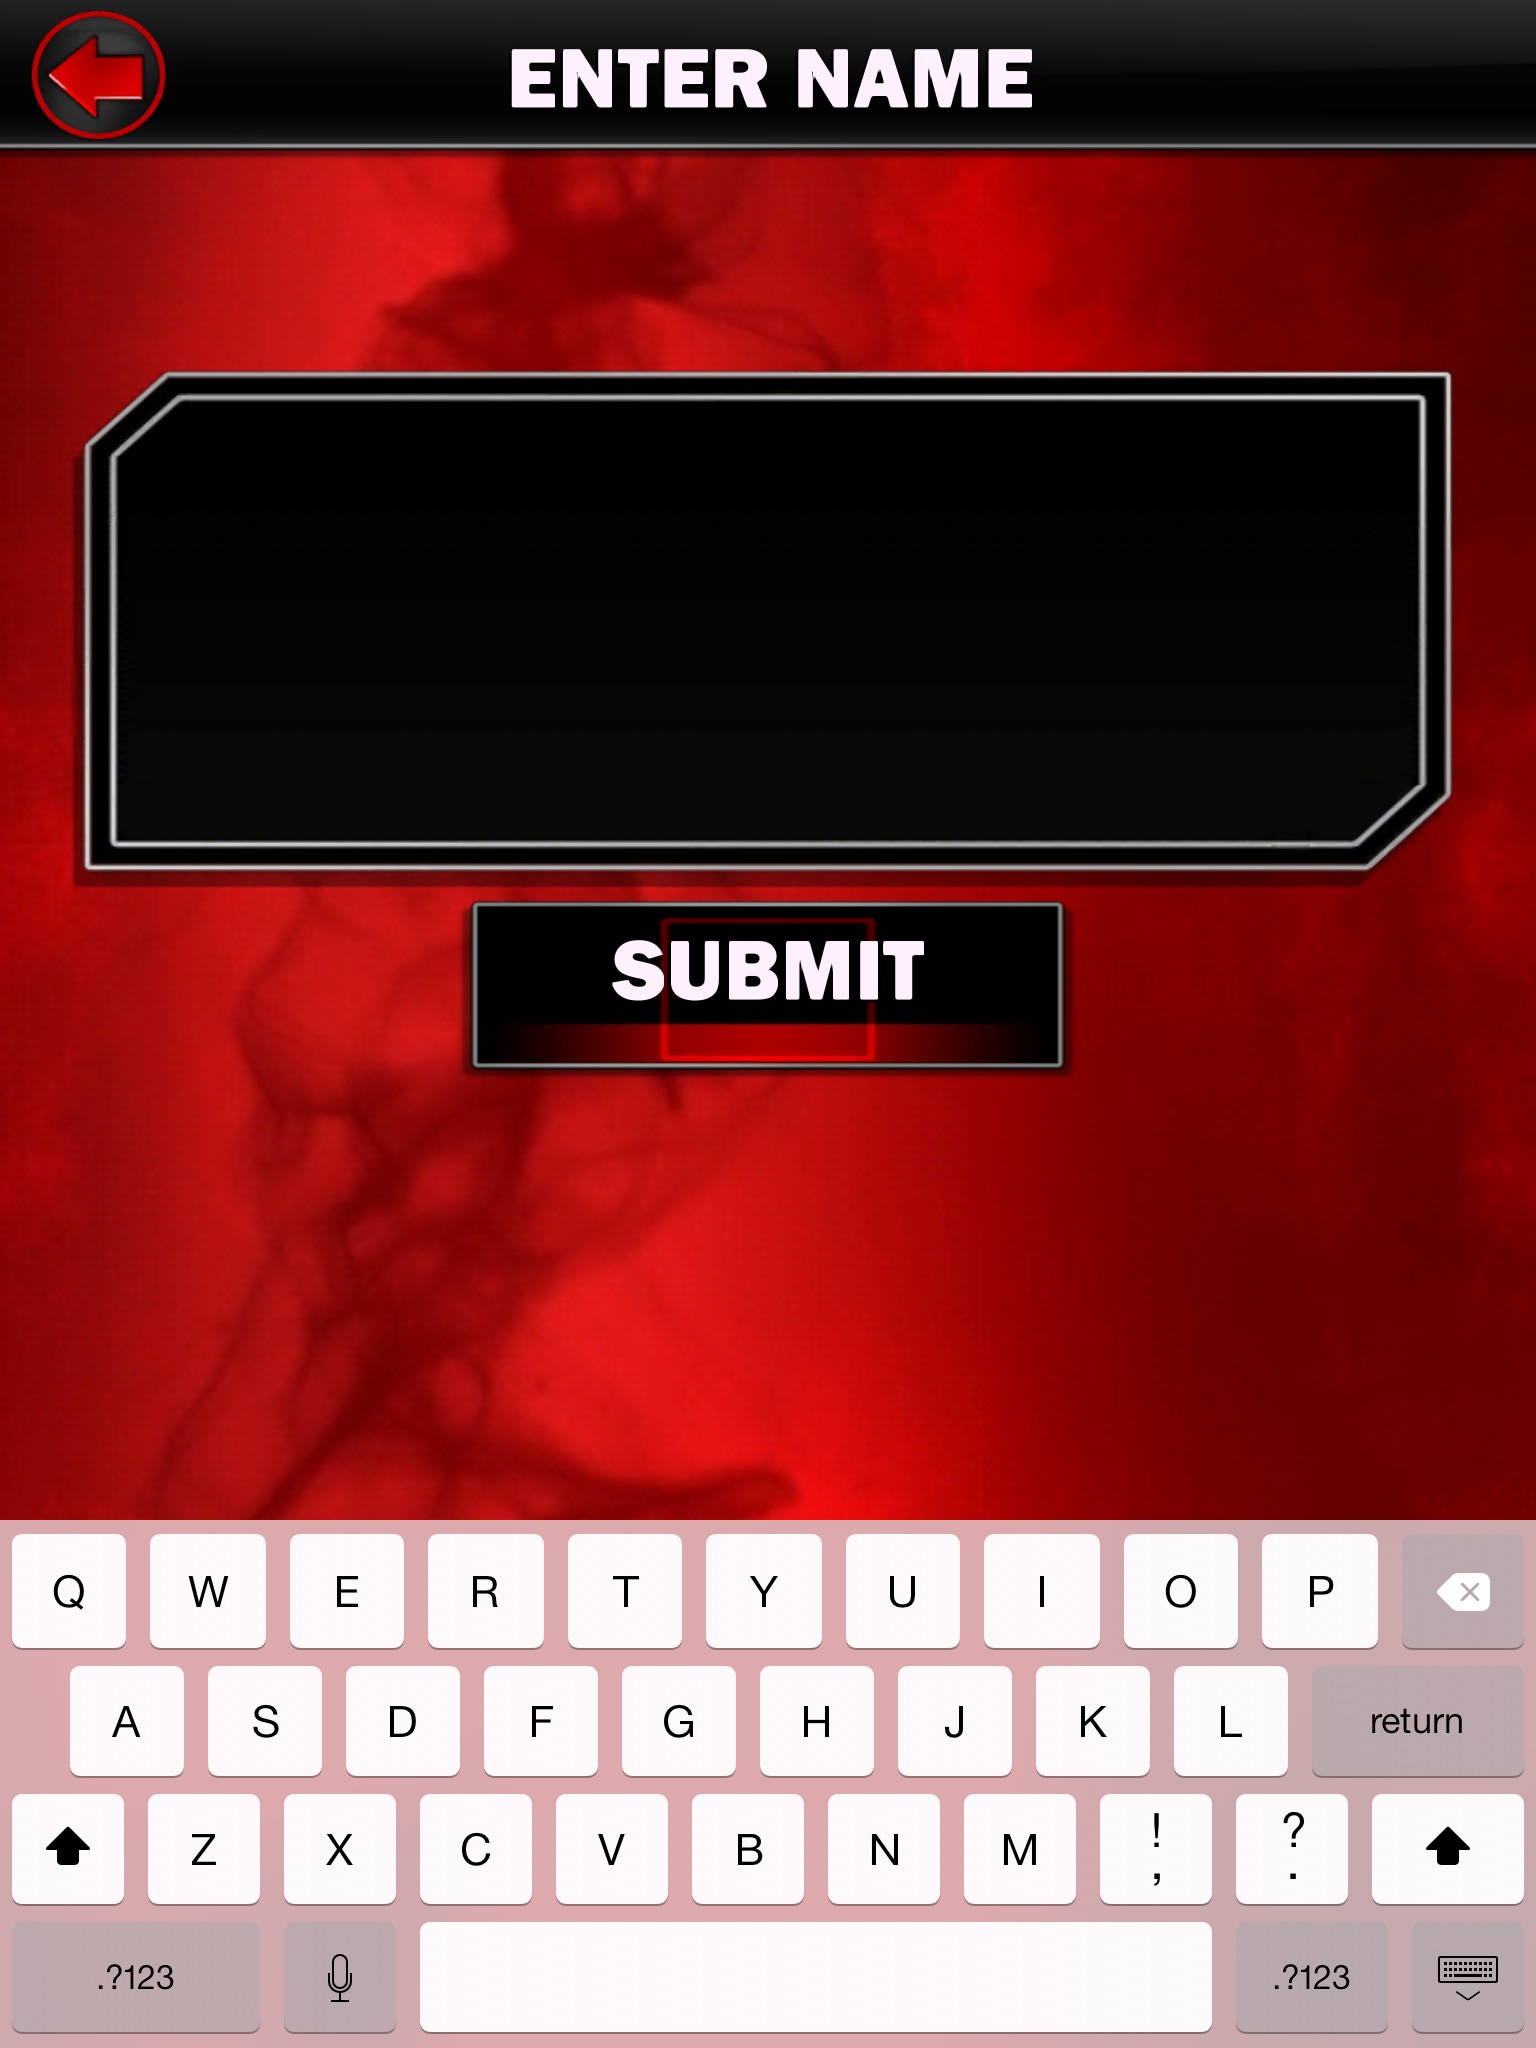 ENTER NAME
SUBMIT
Q W E R T Y U I O P
A S D F G H J K L return
Z X C V B N M ! , ? .
.?123 .?123